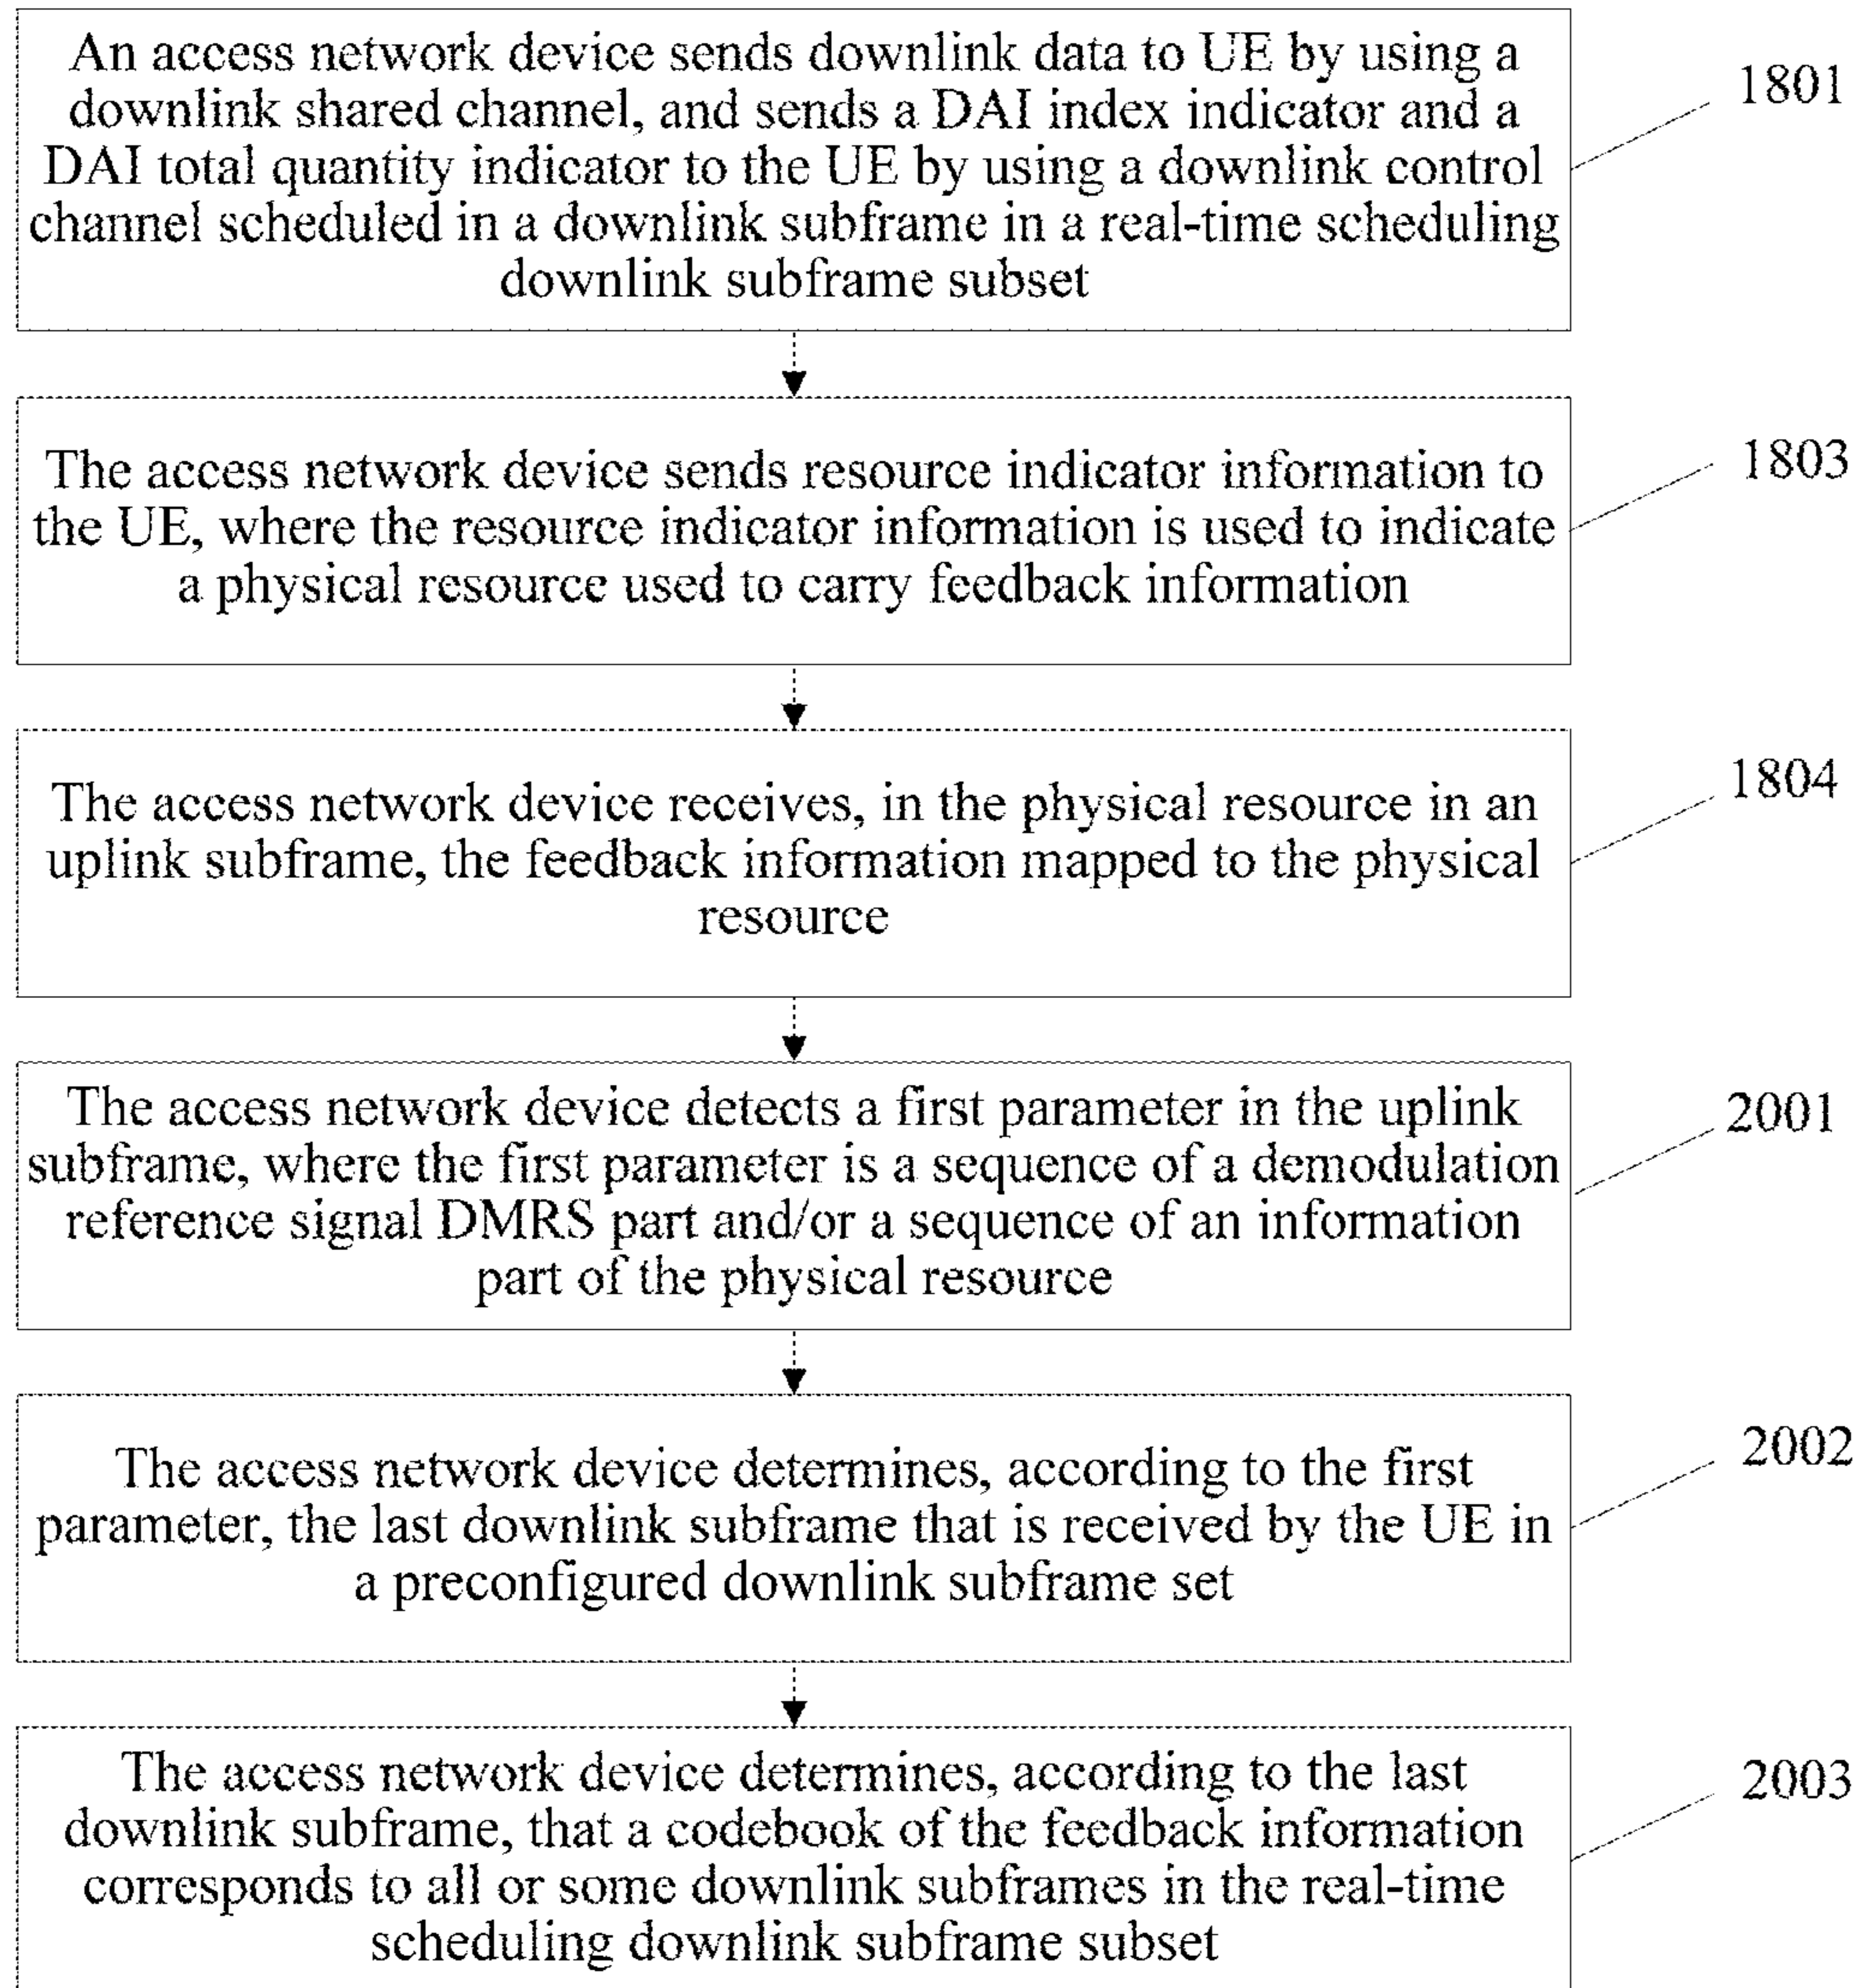 An access network device sends downlink data to UE by using a
downlink shared channel, and sends a DAI index indicator and a
DAI total quantity indicator to the UE by using a downlink control
channel scheduled in a downlink subframe in a real-time scheduling
downlink subframe subset
1801
The access network device sends resource indicator information to
the UE, where the resource indicator information is used to indicate
a physical resource used to carry feedback information
1803
The access network device receives, in the physical resource in an
uplink subframe, the feedback information mapped to the physical
resource
1804
The access network device detects a first parameter in the uplink
subframe, where the first parameter is a sequence of a demodulation
reference signal DMRS part and/or a sequence of an information
part of the physical resource
2001
The access network device determines, according to the first
parameter, the last downlink subframe that is received by the UE in
a preconfigured downlink subframe set
2002
The access network device determines, according to the last
downlink subframe, that a codebook of the feedback information
corresponds to all or some downlink subframes in the real-time
scheduling downlink subframe subset
2003